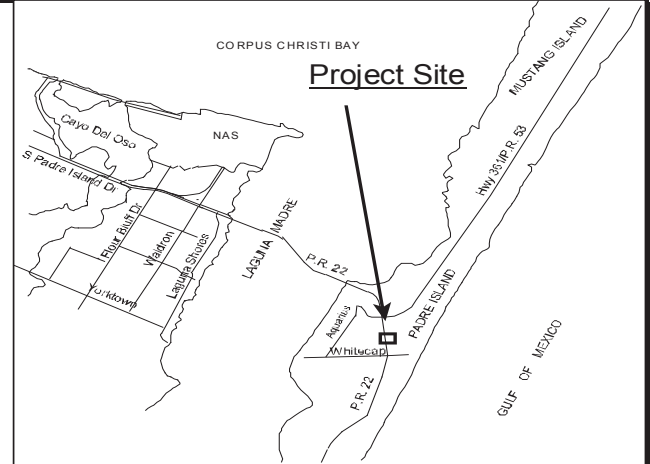 CORPUS CHRISTI BAY
Project Site
MUSTANG ISLAND
Cayo Del Oso
NAS
S Padre Island Dr
Hwy 361/P.R. 53
Flour Bluff Dr
Waldron
Laguna Shores
LAGUNA MADRE
P.R. 22
Yorktown
Aquarius
PADRE ISLAND
Whitecap
P.R. 22
GULF OF MEXICO